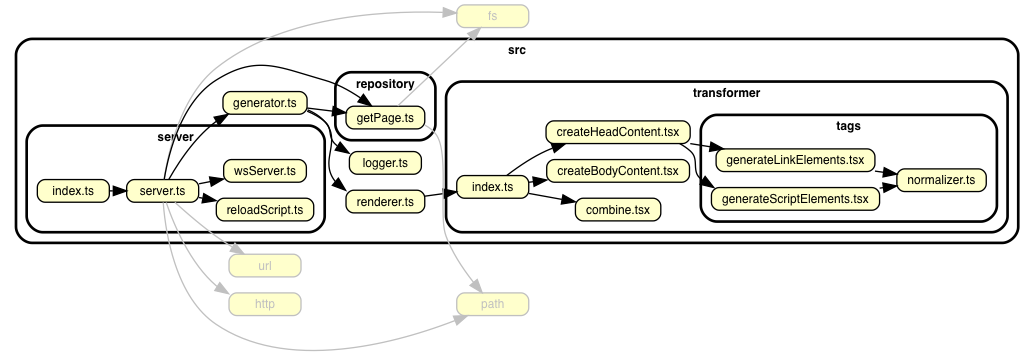 fs
src
repository
transformer
generator.ts
getPage.ts
tags
server
createHeadContent.tsx
logger.ts
generateLinkElements.tsx
wsServer.ts
createBodyContent.tsx
normalizer.ts
index.ts
server.ts
index.ts
renderer.ts
generateScriptElements.tsx
reloadScript.ts
combine.tsx
url
http
path